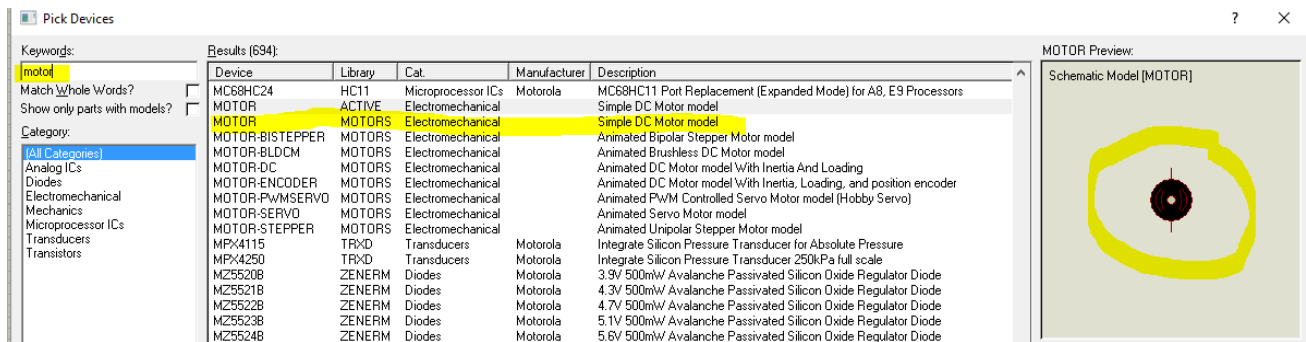 Pick Devices ? ×
Keywords:
motor
Match Whole Words?
Show only parts with models?
Category:
(All Categories)
Analog ICs
Diodes
Electromechanical
Mechanics
Microprocessor ICs
Transducers
Transistors
Results (694):
Device Library Cat. Manufacturer Description
MC68HC24 HC11 Microprocessor ICs Motorola MC68HC11 Port Replacement (Expanded Mode) for A8, E9 Processors
MOTOR ACTIVE Electromechanical Simple DC Motor model
MOTOR MOTORS Electromechanical Simple DC Motor model
MOTOR-BISTEPPER MOTORS Electromechanical Animated Bipolar Stepper Motor model
MOTOR-BLDCM MOTORS Electromechanical Animated Brushless DC Motor model
MOTOR-DC MOTORS Electromechanical Animated DC Motor model With Inertia And Loading
MOTOR-ENCODER MOTORS Electromechanical Animated DC Motor model With Inertia, Loading, and position encoder
MOTOR-PWMSERVO MOTORS Electromechanical Animated PWM Controlled Servo Motor model (Hobby Servo)
MOTOR-SERVO MOTORS Electromechanical Animated Servo Motor model
MOTOR-STEPPER MOTORS Electromechanical Animated Unipolar Stepper Motor model
MPX4115 TRXD Transducers Motorola Integrate Silicon Pressure Transducer for Absolute Pressure
MPX4250 TRXD Transducers Motorola Integrate Silicon Pressure Transducer 250kPa full scale
MZ5520B ZENERM Diodes Motorola 3.9V 500mW Avalanche Passivated Silicon Oxide Regulator Diode
MZ5521B ZENERM Diodes Motorola 4.3V 500mW Avalanche Passivated Silicon Oxide Regulator Diode
MZ5522B ZENERM Diodes Motorola 4.7V 500mW Avalanche Passivated Silicon Oxide Regulator Diode
MZ5523B ZENERM Diodes Motorola 5.1V 500mW Avalanche Passivated Silicon Oxide Regulator Diode
MZ5524B ZENERM Diodes Motorola 5.6V 500mW Avalanche Passivated Silicon Oxide Regulator Diode
MOTOR Preview:
Schematic Model [MOTOR]